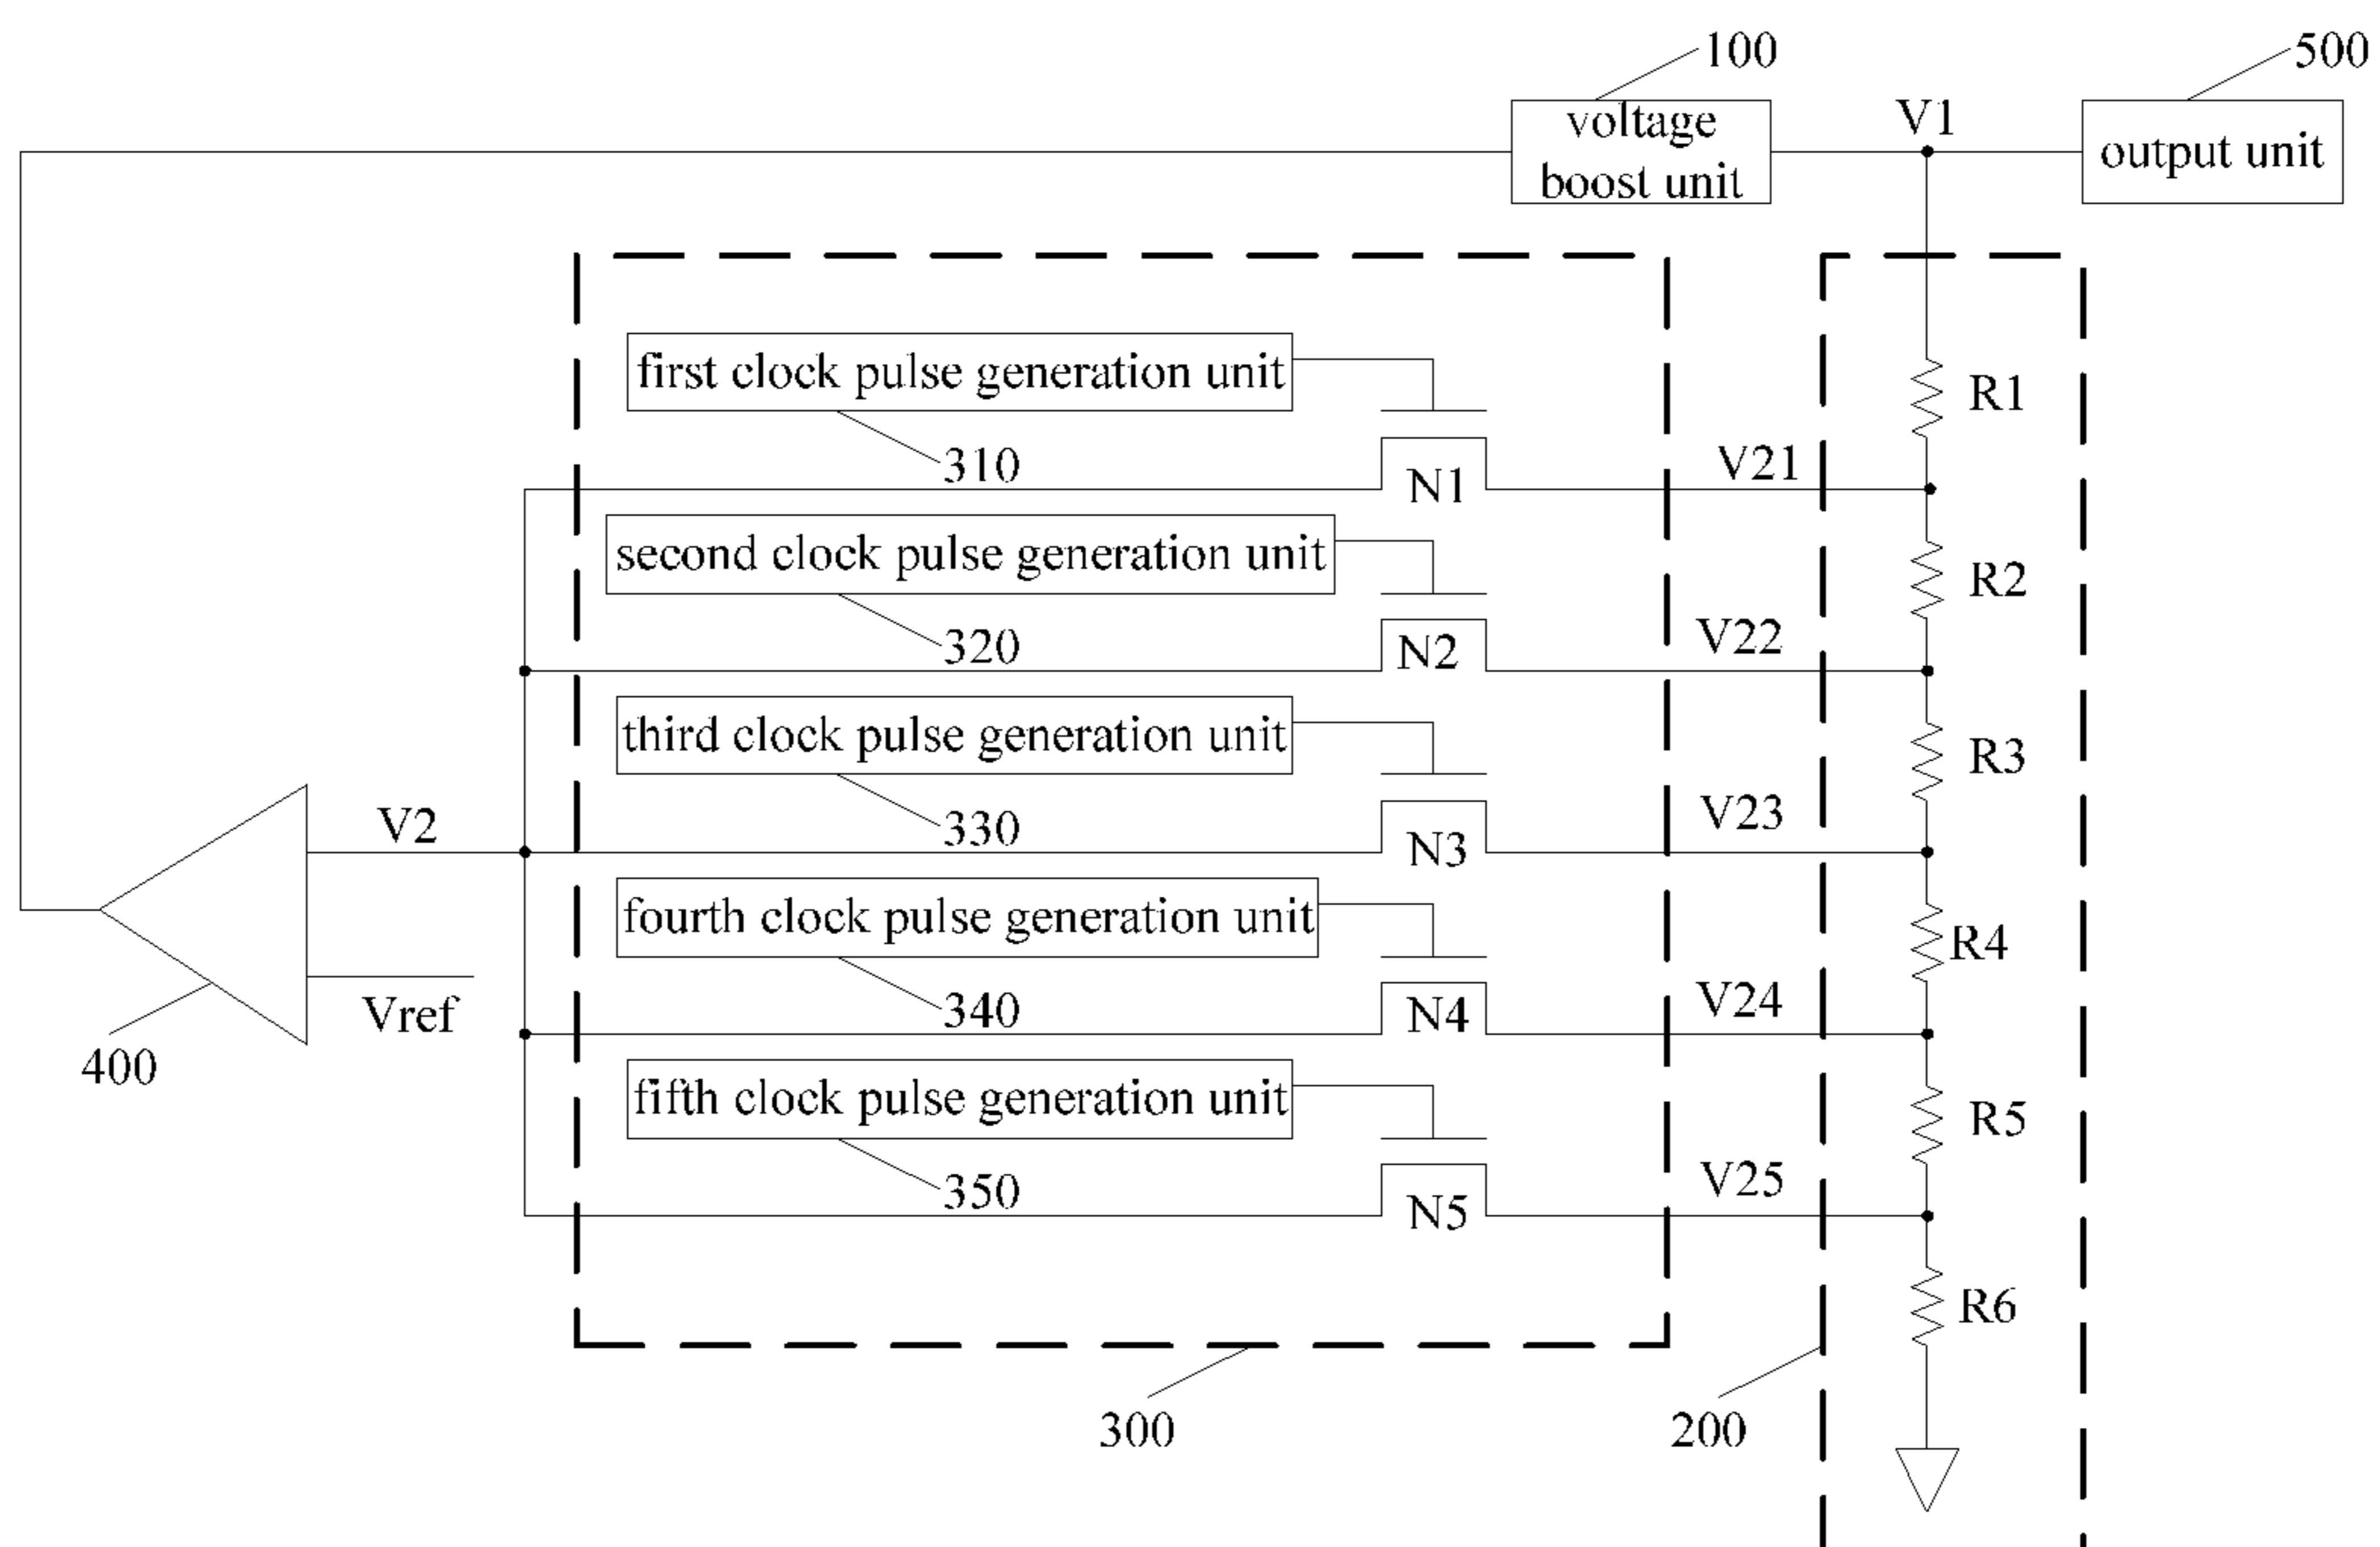 100
500
voltage
boost unit
V1
output unit
first clock pulse generation unit
R1
310
N1
V21
second clock pulse generation unit
R2
320
N2
V22
third clock pulse generation unit
R3
V2
330
N3
V23
fourth clock pulse generation unit
R4
Vref
340
N4
V24
400
fifth clock pulse generation unit
R5
350
N5
V25
R6
300
200